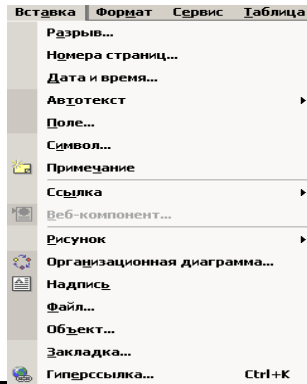 Вставка Формат Сервис Таблица
Разрыв...
Номера страниц...
Дата и время...
Автотекст
Поле...
Символ...
Примечание
Ссылка
Веб-компонент...
Рисунок
Организационная диаграмма...
Надпись
Файл...
Объект...
Закладка...
Гиперссылка... Ctrl+K